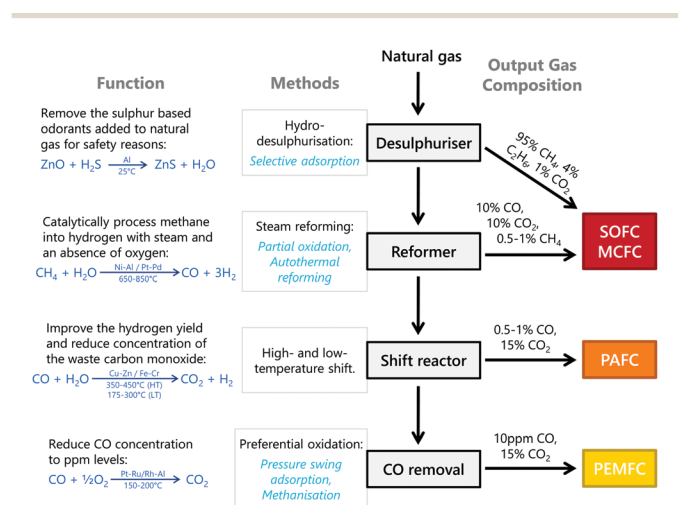 Natural gas
Function
Methods
Output Gas
Composition
Remove the sulphur based
odorants added to natural
gas for safety reasons:
ZnO + H₂S →(Al, 25°C) ZnS + H₂O
Hydro-
desulphurisation:
Selective adsorption
Desulphuriser
95% CH₄, 4%
C₂H₆, 1% CO₂
Catalytically process methane
into hydrogen with steam and
an absence of oxygen:
CH₄ + H₂O →(Ni-Al / Pt-Pd, 650-850°C) CO + 3H₂
Steam reforming:
Partial oxidation,
Autothermal
reforming
Reformer
10% CO,
10% CO₂,
0.5-1% CH₄
SOFC
MCFC
Improve the hydrogen yield
and reduce concentration of
the waste carbon monoxide:
CO + H₂O →(Cu-Zn / Fe-Cr, 350-450°C (HT), 175-300°C (LT)) CO₂ + H₂
High- and low-
temperature shift.
Shift reactor
0.5-1% CO,
15% CO₂
PAFC
Reduce CO concentration
to ppm levels:
CO + ½O₂ →(Pt-Ru/Rh-Al, 150-200°C) CO₂
Preferential oxidation:
Pressure swing
adsorption,
Methanisation
CO removal
10ppm CO,
15% CO₂
PEMFC